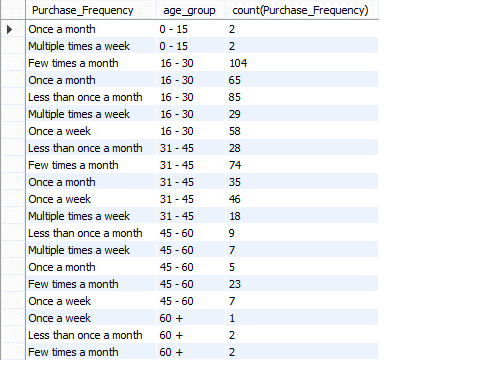 Purchase_Frequency age_group count(Purchase_Frequency)
Once a month 0 - 15 2
Multiple times a week 0 - 15 2
Few times a month 16 - 30 104
Once a month 16 - 30 65
Less than once a month 16 - 30 85
Multiple times a week 16 - 30 29
Once a week 16 - 30 58
Less than once a month 31 - 45 28
Few times a month 31 - 45 74
Once a month 31 - 45 35
Once a week 31 - 45 46
Multiple times a week 31 - 45 18
Less than once a month 45 - 60 9
Multiple times a week 45 - 60 7
Once a month 45 - 60 5
Few times a month 45 - 60 23
Once a week 45 - 60 7
Once a week 60 + 1
Less than once a month 60 + 2
Few times a month 60 + 2